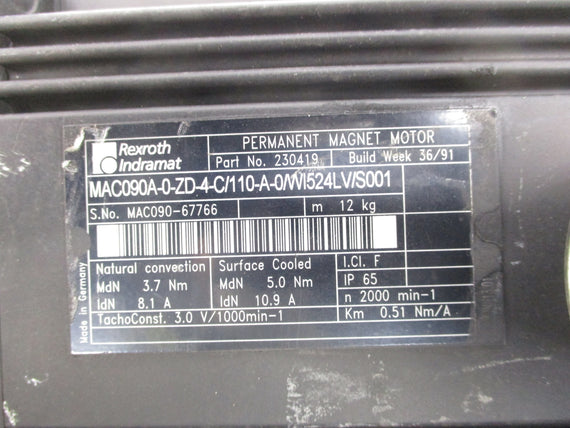 Rexroth
Indramat
PERMANENT MAGNET MOTOR
Part No. 230419
Build Week 36/91
MAC090A-0-ZD-4-C/110-A-0/WI524LV/S001
S.No. MAC090-67766
m 12 kg
Natural convection
MdN 3.7 Nm
IdN 8.1 A
Surface Cooled
MdN 5.0 Nm
IdN 10.9 A
I.Cl. F
IP 65
n 2000 min-1
TachoConst. 3.0 V/1000min-1
Km 0.51 Nm/A
Made in Germany